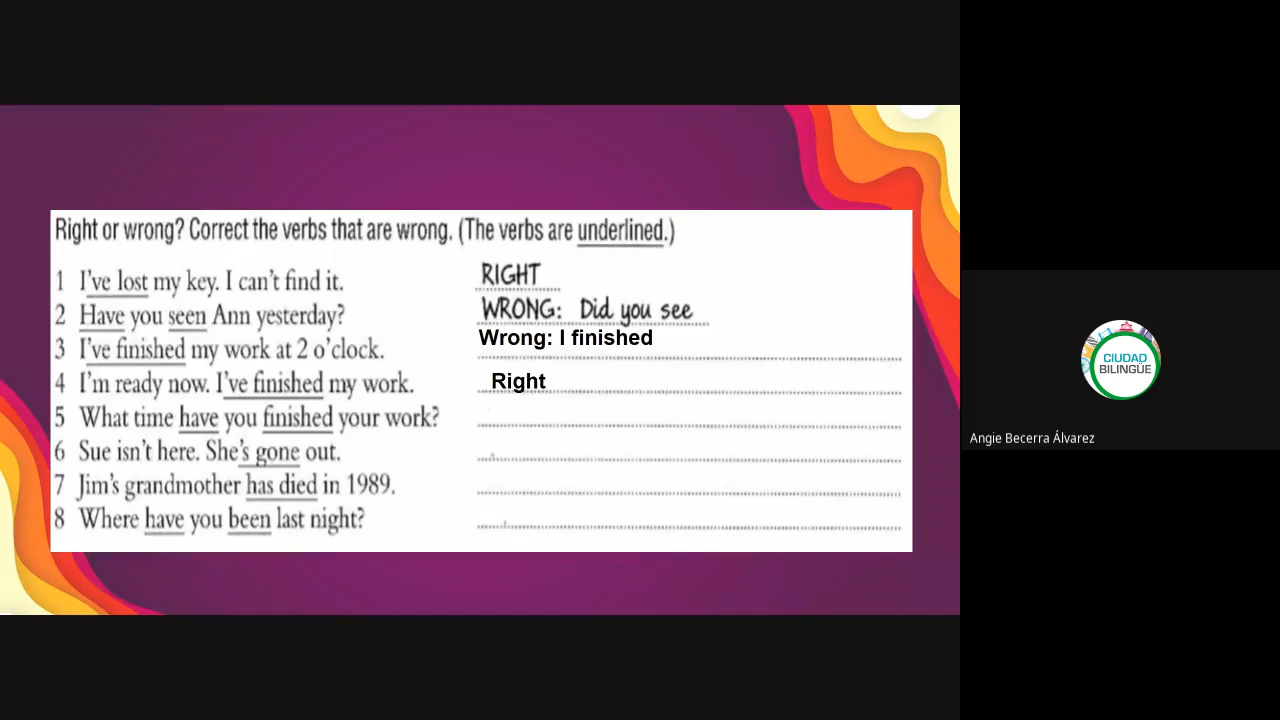 Right or wrong? Correct the verbs that are wrong. (The verbs are underlined.)
1 I've lost my key. I can't find it. RIGHT
2 Have you seen Ann yesterday? WRONG: Did you see
3 I've finished my work at 2 o'clock. Wrong: I finished
4 I'm ready now. I've finished my work. Right
5 What time have you finished your work?
6 Sue isn't here. She's gone out.
7 Jim's grandmother has died in 1989.
8 Where have you been last night?
CIUDAD
BILINGÜE
Angie Becerra Álvarez